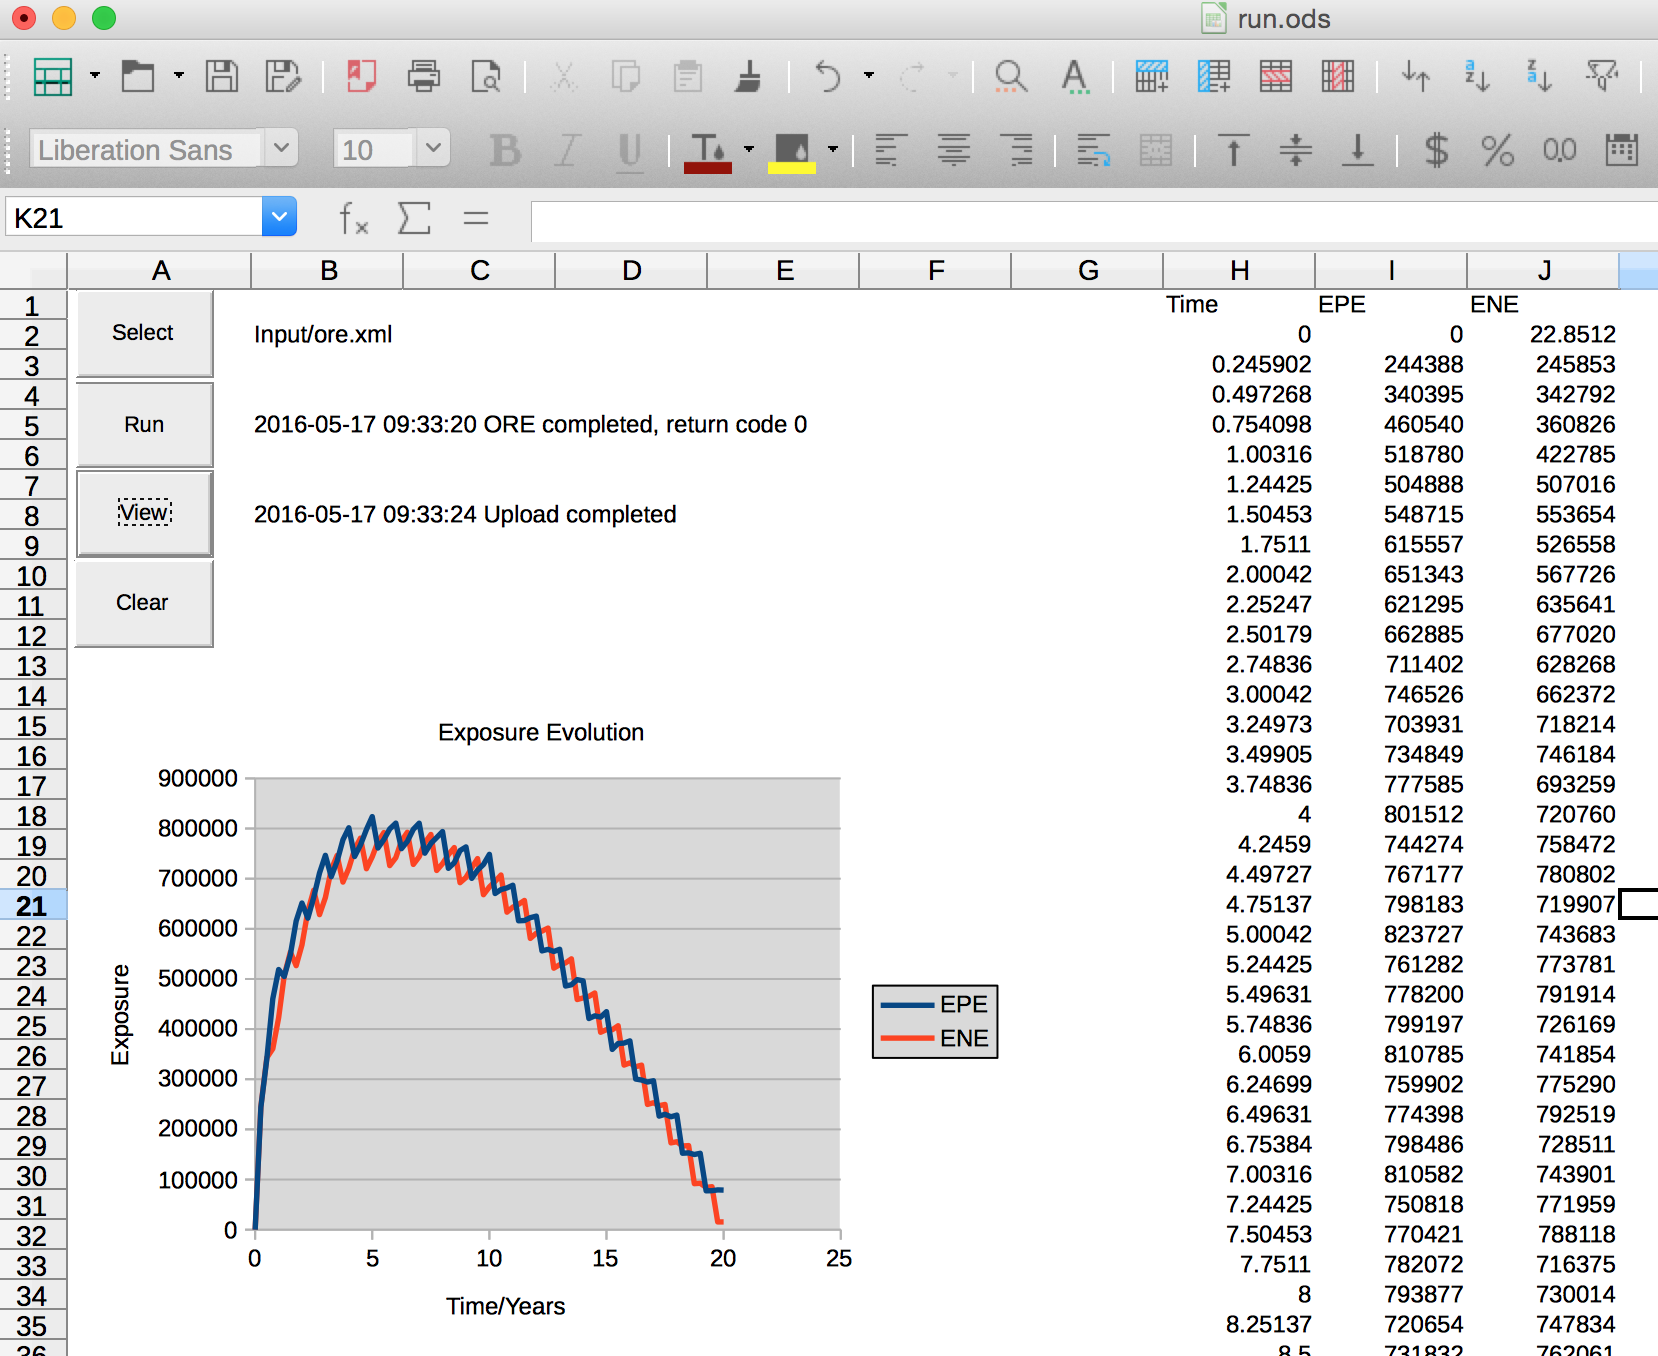 run.ods
Liberation Sans 10 B I U $ % 0.0
K21 fx Σ =
A B C D E F G H I J
1 Time EPE ENE
2 Select Input/ore.xml 0 0 22.8512
3 0.245902 244388 245853
4 0.497268 340395 342792
5 Run 2016-05-17 09:33:20 ORE completed, return code 0 0.754098 460540 360826
6 1.00316 518780 422785
7 1.24425 504888 507016
8 View 2016-05-17 09:33:24 Upload completed 1.50453 548715 553654
9 1.7511 615557 526558
10 2.00042 651343 567726
11 Clear 2.25247 621295 635641
12 2.50179 662885 677020
13 2.74836 711402 628268
14 3.00042 746526 662372
15 3.24973 703931 718214
16 3.49905 734849 746184
17 3.74836 777585 693259
18 4 801512 720760
19 4.2459 744274 758472
20 4.49727 767177 780802
21 4.75137 798183 719907
22 5.00042 823727 743683
23 5.24425 761282 773781
24 5.49631 778200 791914
25 5.74836 799197 726169
26 6.0059 810785 741854
27 6.24699 759902 775290
28 6.49631 774398 792519
29 6.75384 798486 728511
30 7.00316 810582 743901
31 7.24425 750818 771959
32 7.50453 770421 788118
33 7.7511 782072 716375
34 8 793877 730014
35 8.25137 720654 747834
36 8.5 731832 762061
Exposure Evolution
900000
800000
700000
600000
500000
400000
300000
200000
100000
0
0 5 10 15 20 25
Exposure
Time/Years
EPE
ENE